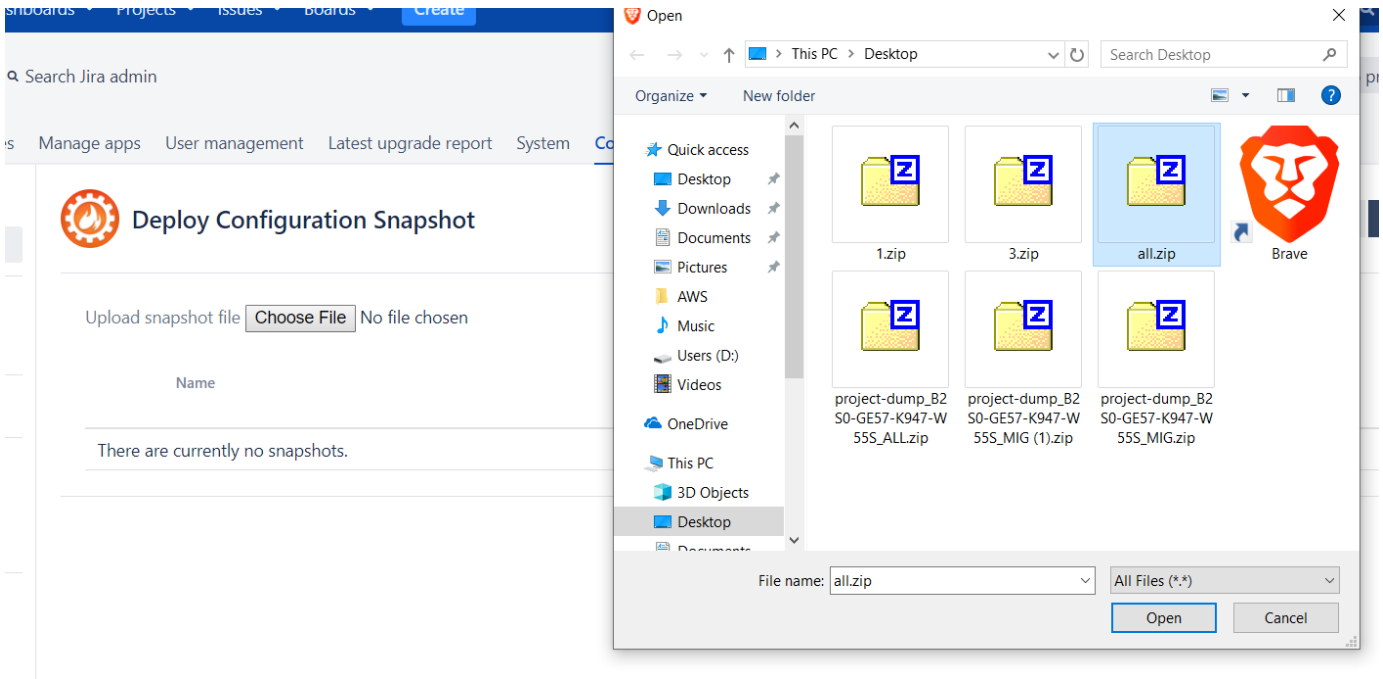 Projects Issues Boards Create
Search Jira admin
Manage apps User management Latest upgrade report System
Deploy Configuration Snapshot
Upload snapshot file Choose File No file chosen
Name
There are currently no snapshots.
Open
This PC > Desktop
Search Desktop
Organize New folder
Quick access
Desktop
Downloads
Documents
Pictures
AWS
Music
Users (D:)
Videos
OneDrive
This PC
3D Objects
Desktop
Documents
1.zip
3.zip
all.zip
Brave
project-dump_B2
S0-GE57-K947-W
55S_ALL.zip
project-dump_B2
S0-GE57-K947-W
55S_MIG (1).zip
project-dump_B2
S0-GE57-K947-W
55S_MIG.zip
File name: all.zip
All Files (*.*)
Open Cancel